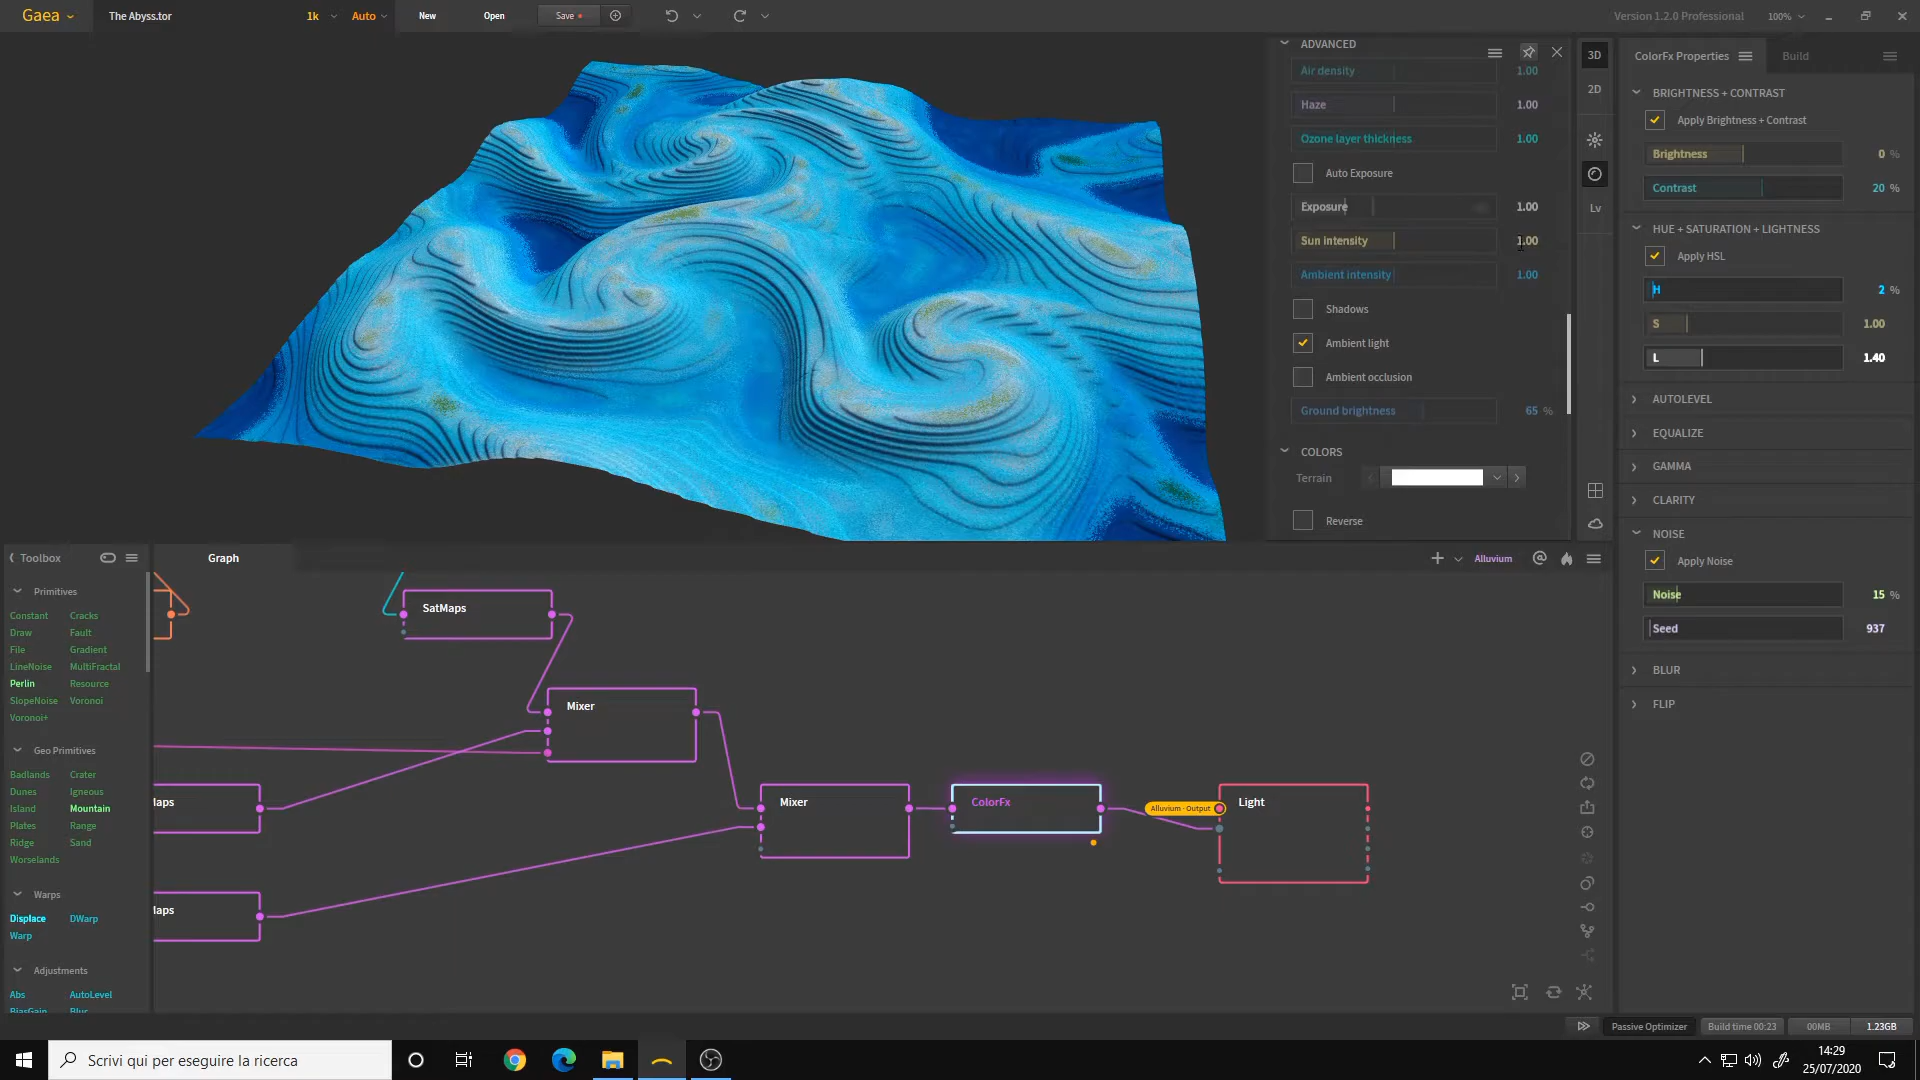 Gaea
The Abyss.tor
1k
Auto
New
Open
Save
Version 1.2.0 Professional
100%
ADVANCED
Air density 1.00
Haze 1.00
Ozone layer thickness 1.00
Auto Exposure
Exposure 1.00
Sun intensity 1.00
Ambient intensity 1.00
Shadows
Ambient light
Ambient occlusion
Ground brightness 65 %
COLORS
Terrain
Reverse
3D
2D
Lv
ColorFx Properties
Build
BRIGHTNESS + CONTRAST
Apply Brightness + Contrast
Brightness 0 %
Contrast 20 %
HUE + SATURATION + LIGHTNESS
Apply HSL
H 2 %
S 1.00
L 1.40
AUTOLEVEL
EQUALIZE
GAMMA
CLARITY
NOISE
Apply Noise
Noise 15 %
Seed 937
BLUR
FLIP
Toolbox
Graph
Alluvium
Primitives
Constant Cracks
Draw Fault
File Gradient
LineNoise MultiFractal
Perlin Resource
SlopeNoise Voronoi
Voronoi+
Geo Primitives
Badlands Crater
Dunes Igneous
Island Mountain
Plates Range
Ridge Sand
Worselands
Warps
Displace DWarp
Warp
Adjustments
Abs AutoLevel
BiasGain Blur
SatMaps
Mixer
laps
Mixer
ColorFx
Alluvium - Output
Light
laps
Passive Optimizer
Build time 00:23
00MB
1.23GB
Scrivi qui per eseguire la ricerca
14:29
25/07/2020